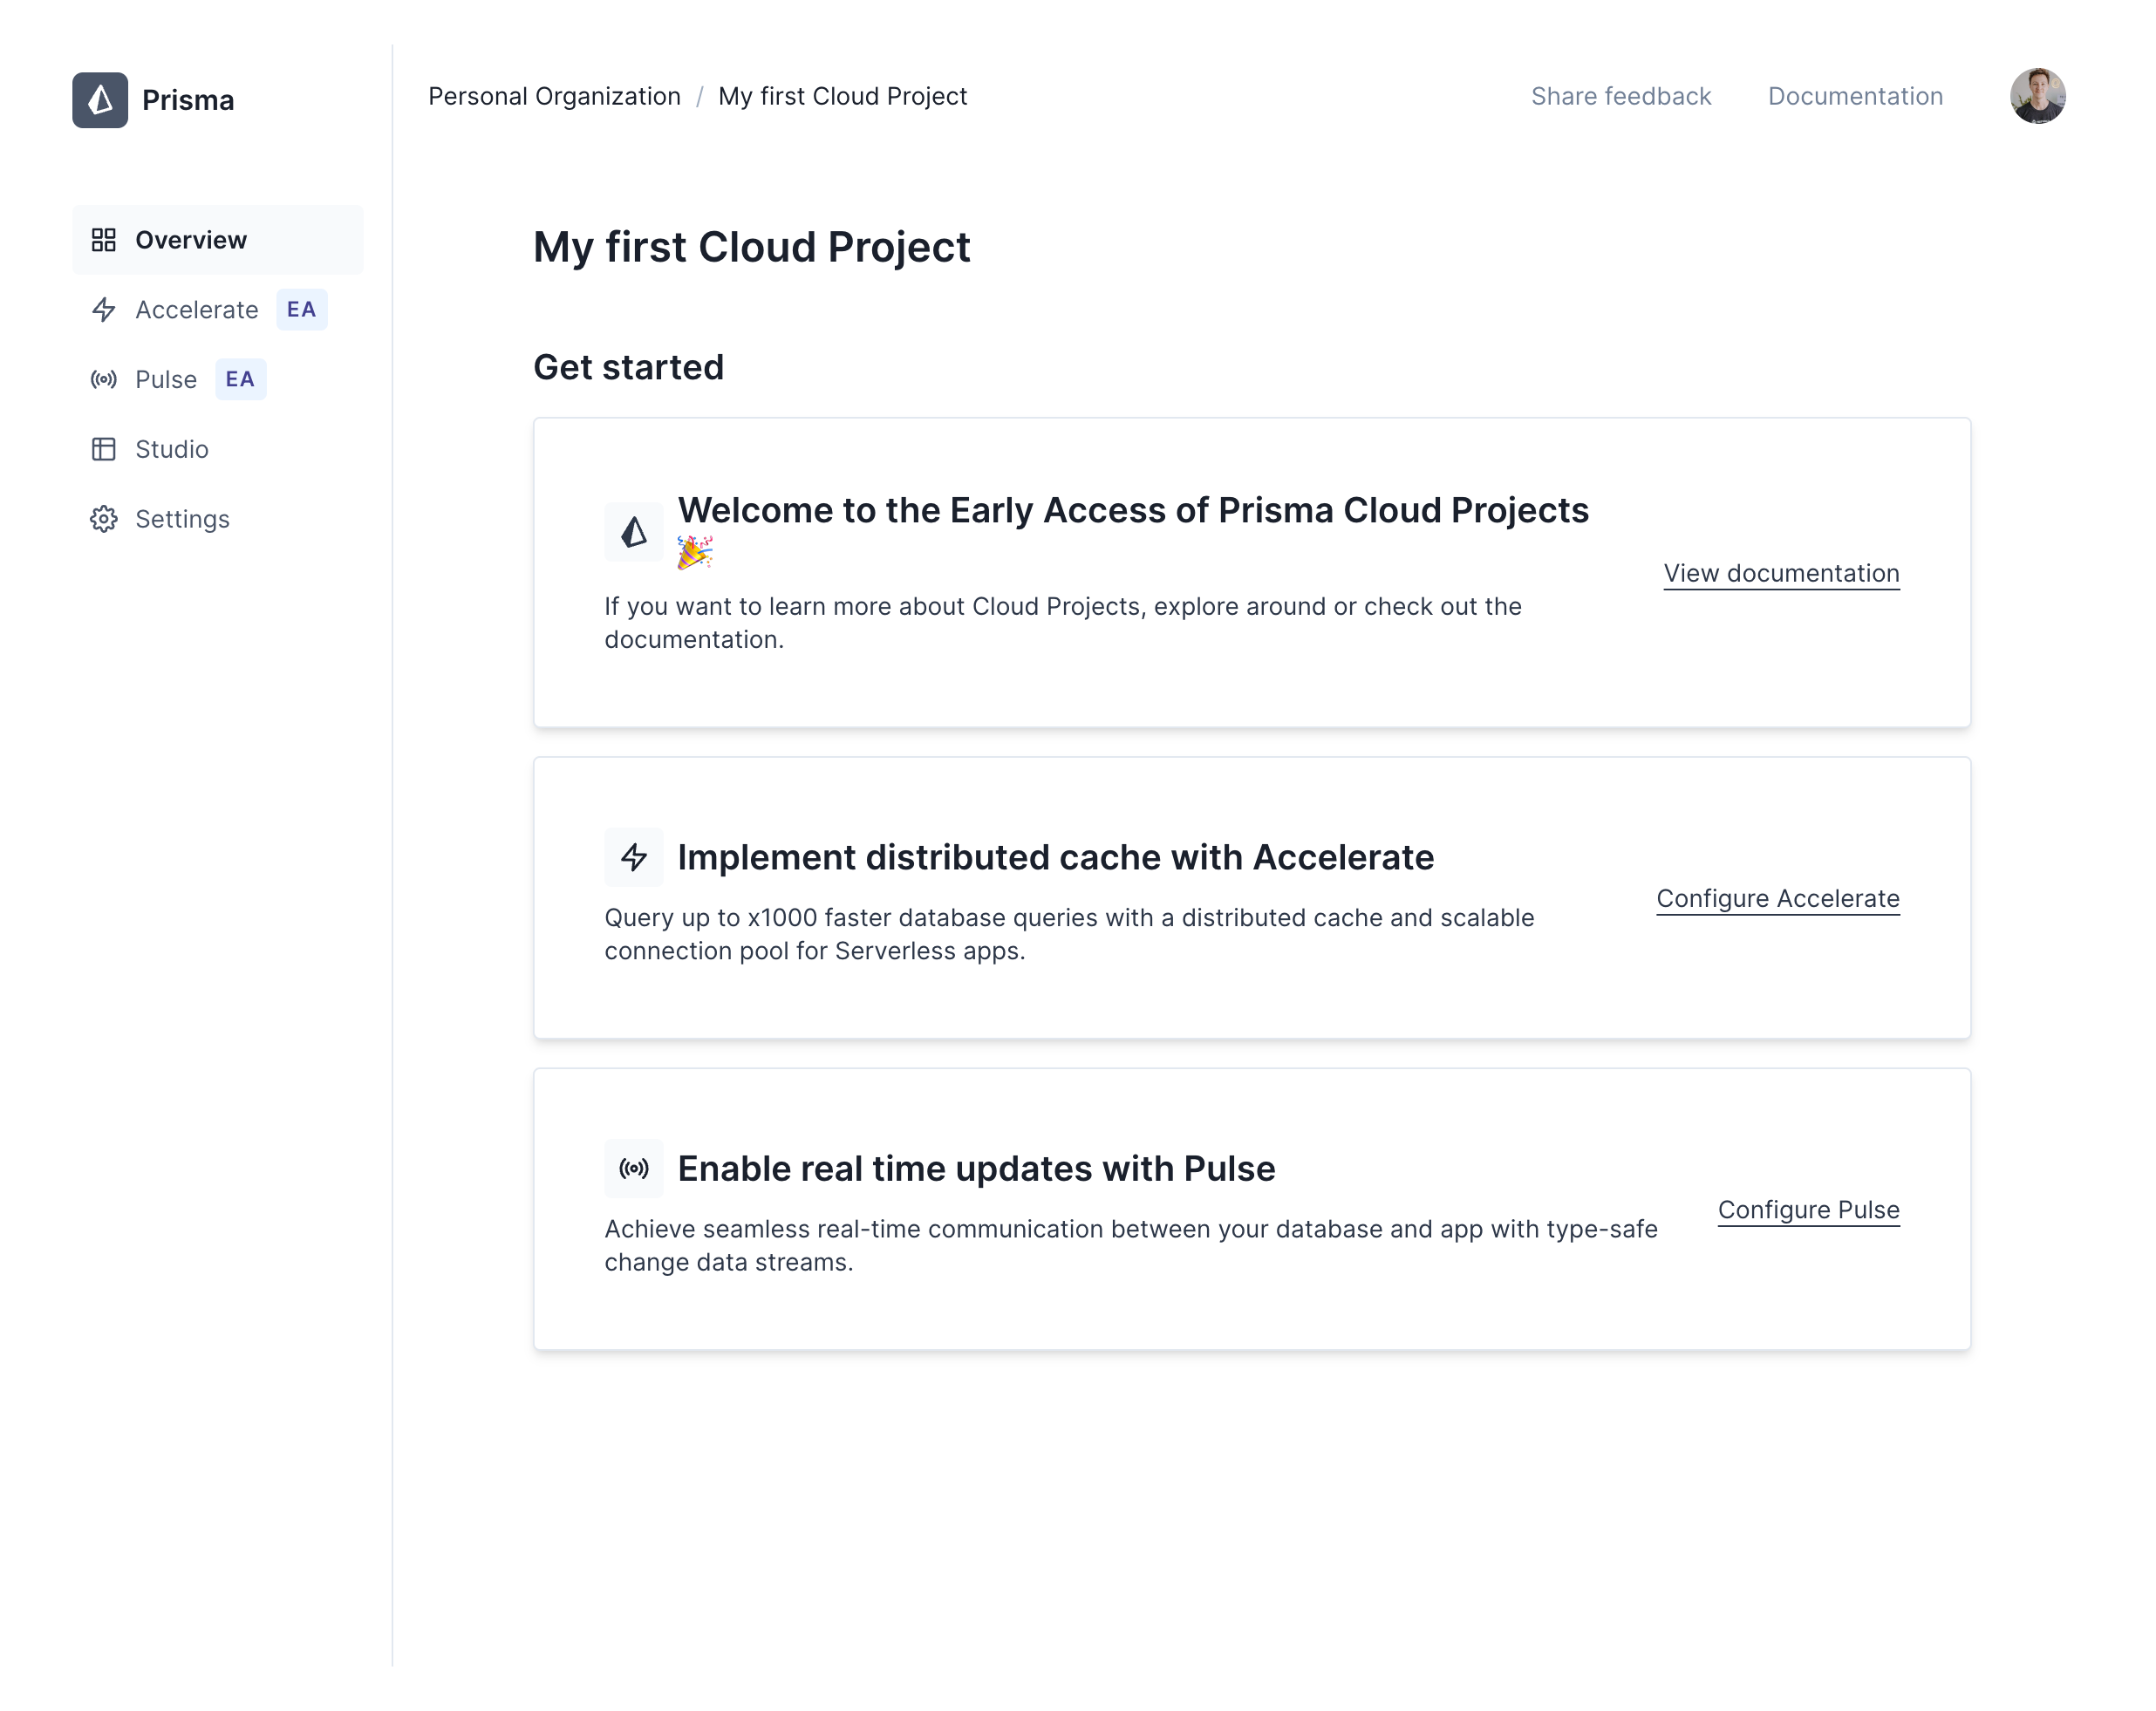 Prisma
Personal Organization / My first Cloud Project
Share feedback
Documentation
Overview
Accelerate EA
Pulse EA
Studio
Settings
My first Cloud Project
Get started
Welcome to the Early Access of Prisma Cloud Projects
🎉
If you want to learn more about Cloud Projects, explore around or check out the
documentation.
View documentation
Implement distributed cache with Accelerate
Query up to x1000 faster database queries with a distributed cache and scalable
connection pool for Serverless apps.
Configure Accelerate
Enable real time updates with Pulse
Achieve seamless real-time communication between your database and app with type-safe
change data streams.
Configure Pulse